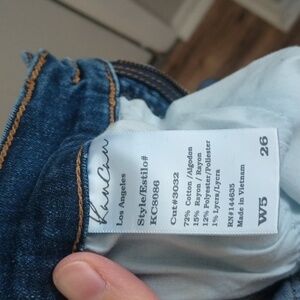 Kancan
Los Angeles
Style/Estilo#
KC8086
Cut#3032
72% Cotton /Algodon
15% Rayon / Rayon
12% Polyester/Poliester
1% Lycra/Lycra
RN#144635
Made in Vietnam
W5 26